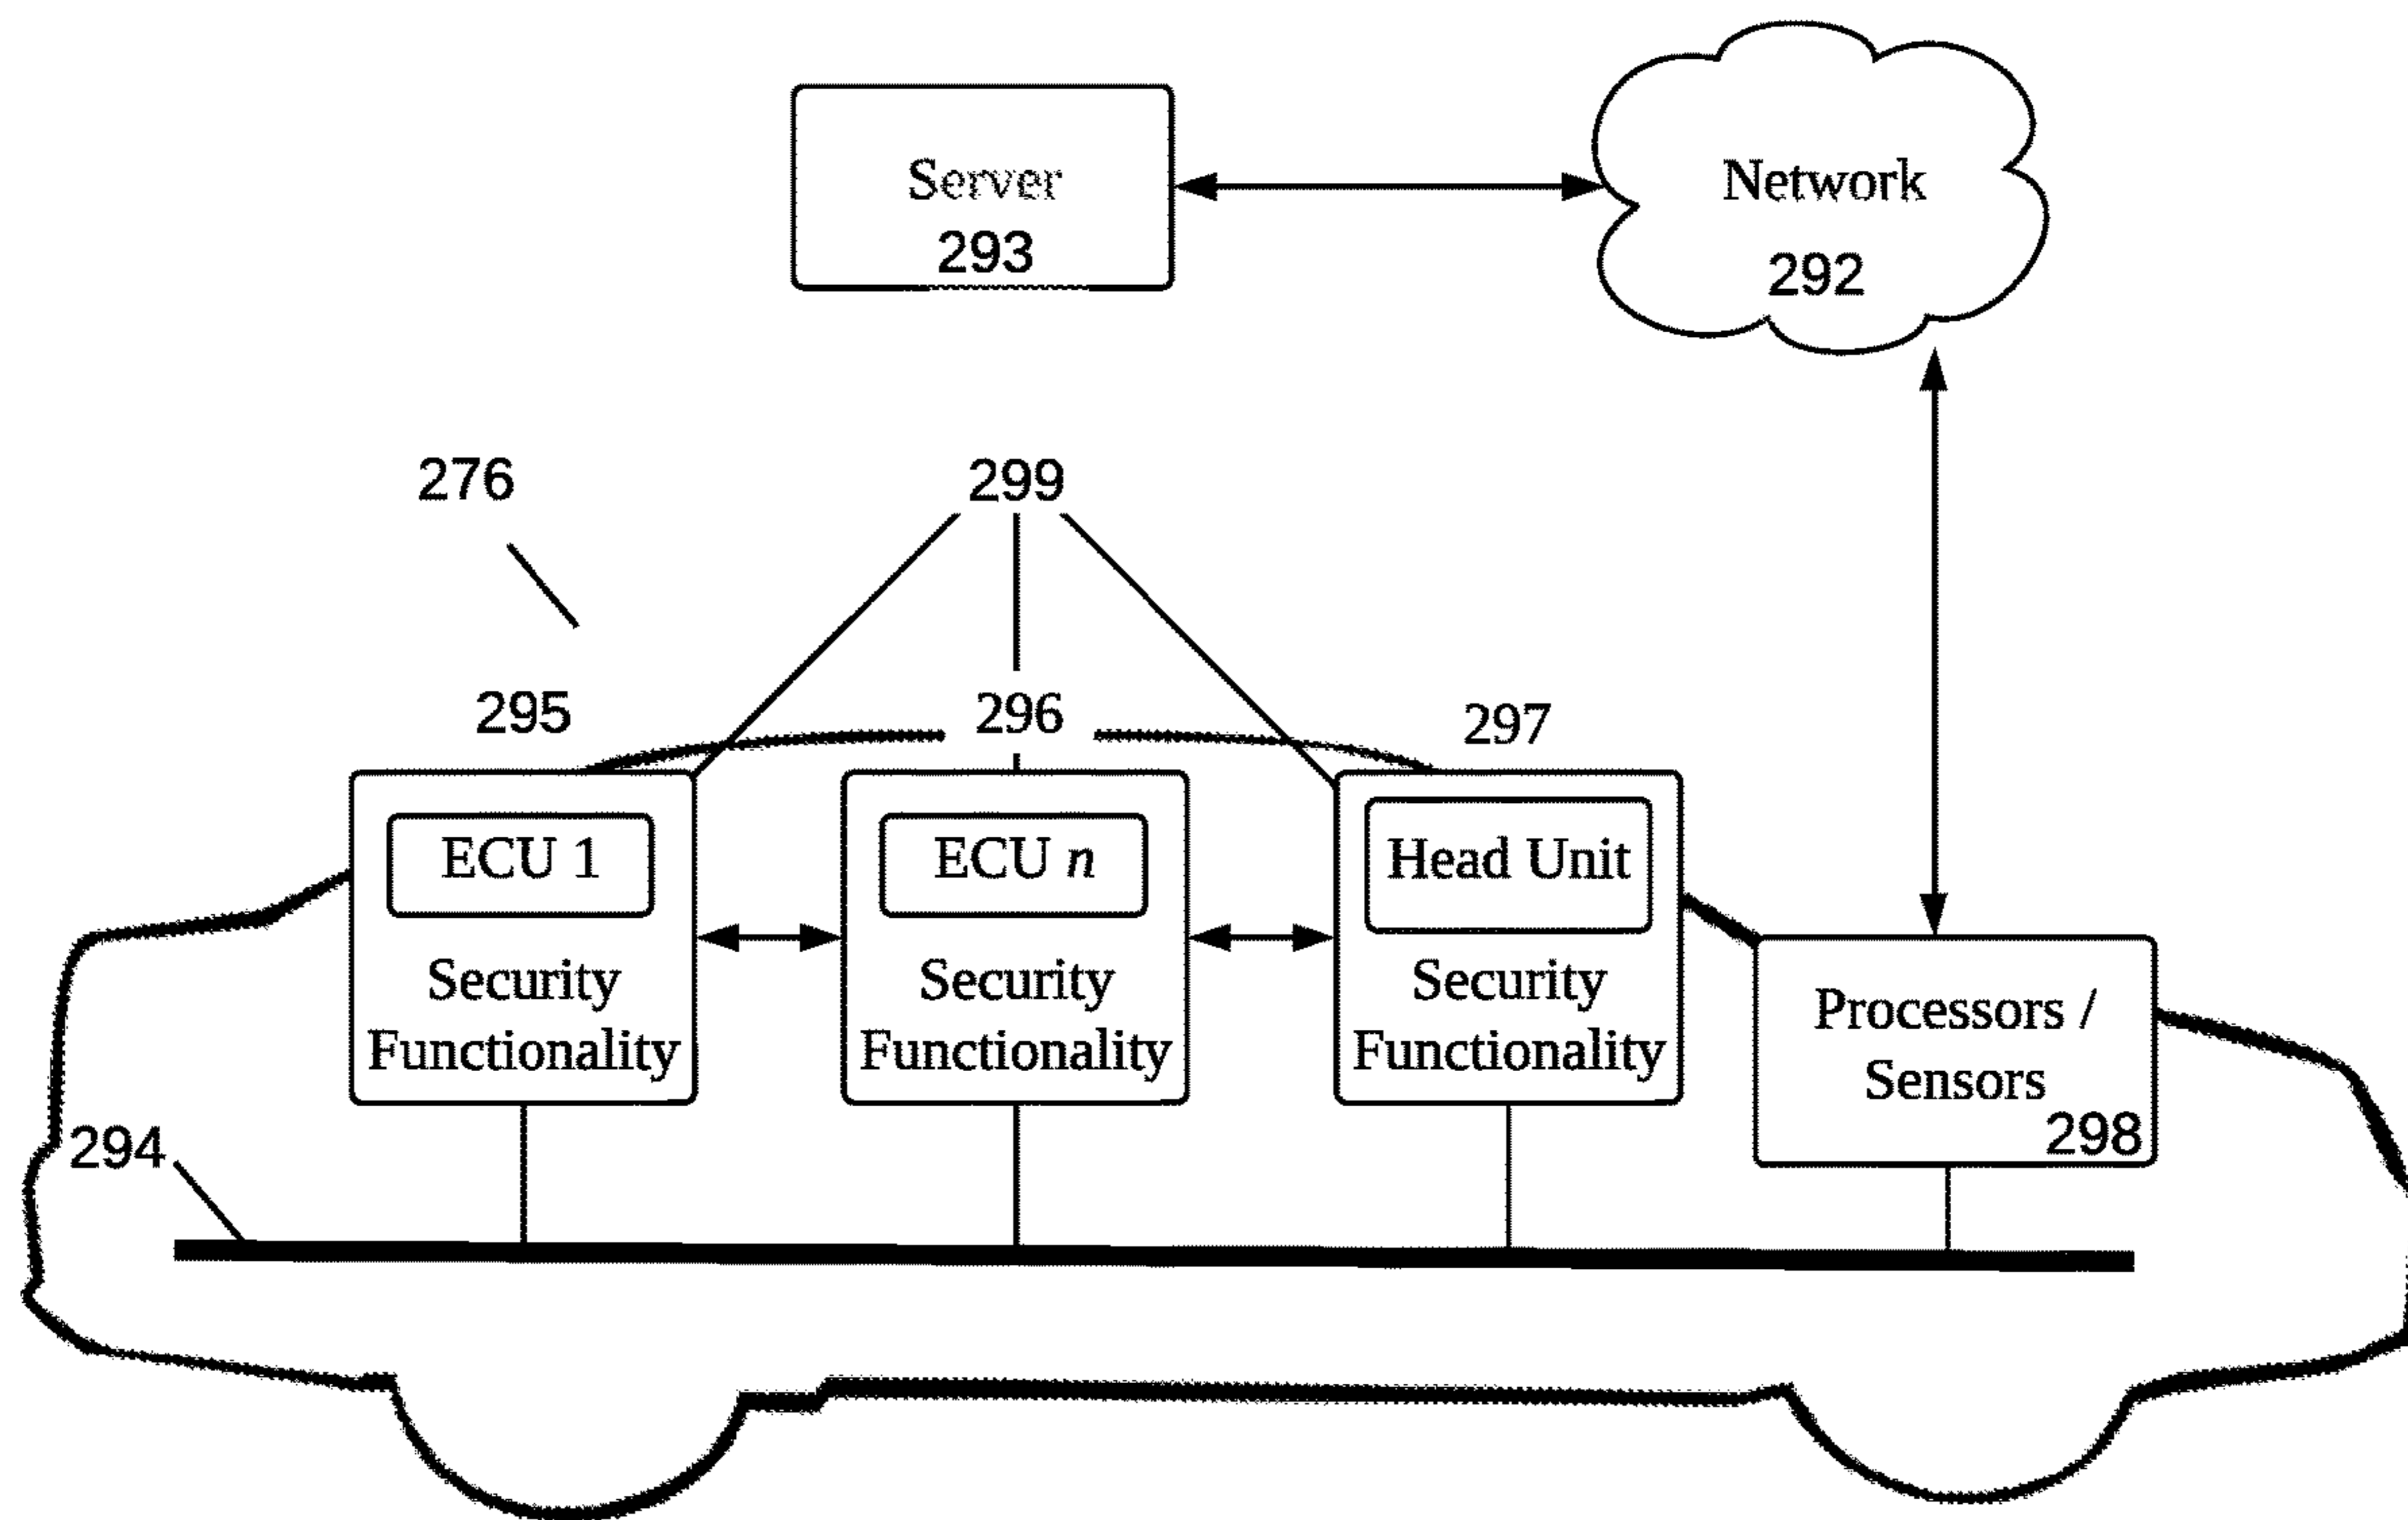 Server
293
Network
292
276
299
295
296
297
ECU 1
Security
Functionality
ECU n
Security
Functionality
Head Unit
Security
Functionality
Processors /
Sensors
298
294